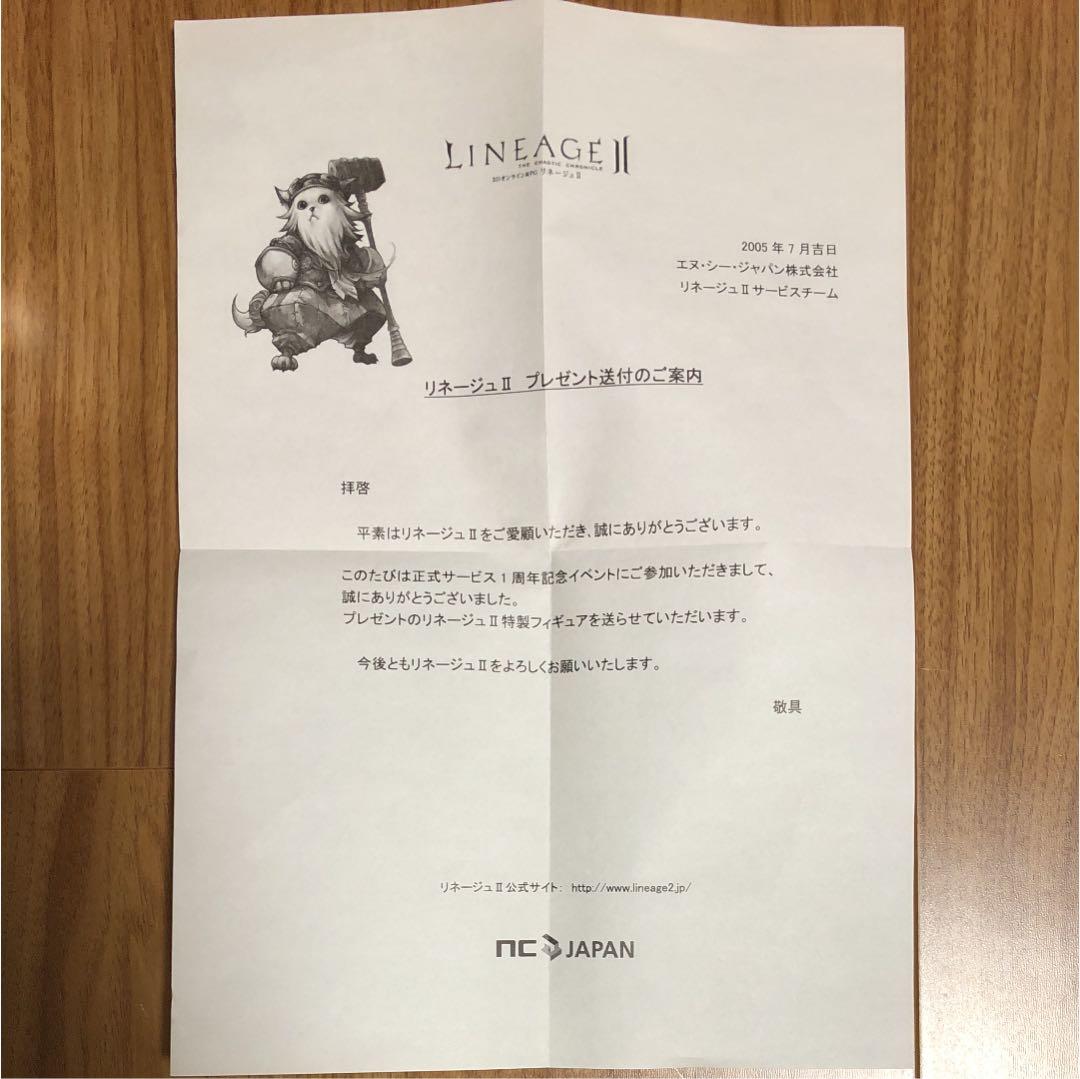 LINEAGE II
THE CHAOTIC CHRONICLE
3DオンラインRPG リネージュⅡ
2005年7月吉日
エヌ・シー・ジャパン株式会社
リネージュⅡサービスチーム
リネージュⅡ プレゼント送付のご案内
拝啓
平素はリネージュⅡをご愛顧いただき、誠にありがとうございます。
このたびは正式サービス1周年記念イベントにご参加いただきまして、
誠にありがとうございました。
プレゼントのリネージュⅡ特製フィギュアを送らせていただいます。
今後ともリネージュⅡをよろしくお願いいたします。
敬具
リネージュⅡ公式サイト： http://www.lineage2.jp/
nc JAPAN